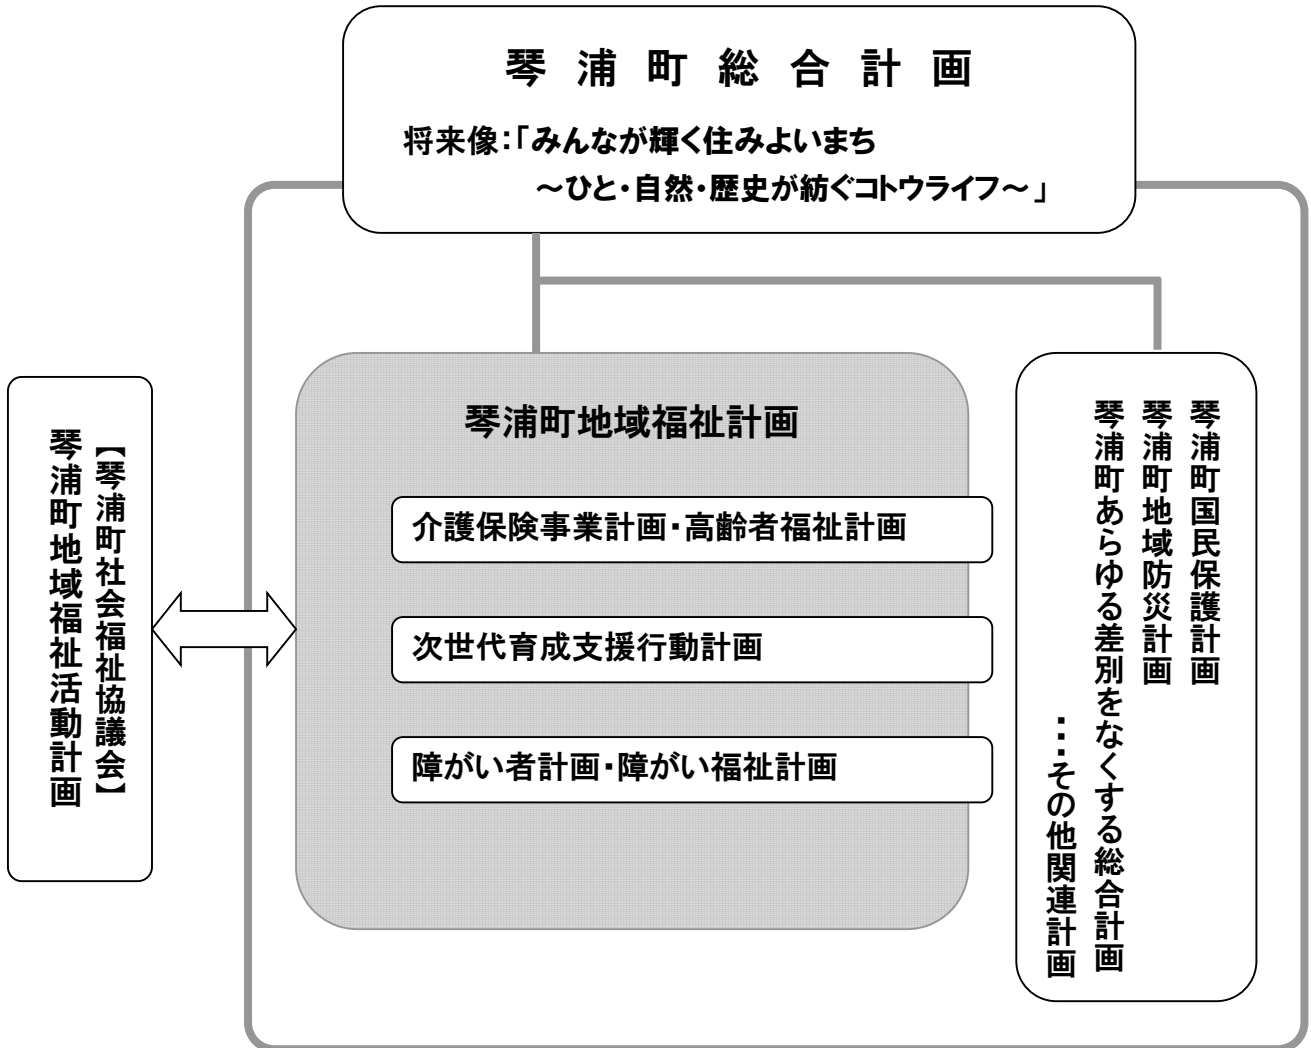 琴浦町総合計画
将来像：「みんなが輝く住みよいまち
～ひと・自然・歴史が紡ぐコトウライフ～」
琴浦町地域福祉計画
介護保険事業計画・高齢者福祉計画
次世代育成支援行動計画
障がい者計画・障がい福祉計画
琴浦町国民保護計画
琴浦町地域防災計画
琴浦町あらゆる差別をなくする総合計画
・・・その他関連計画
【琴浦町社会福祉協議会】
琴浦町地域福祉活動計画